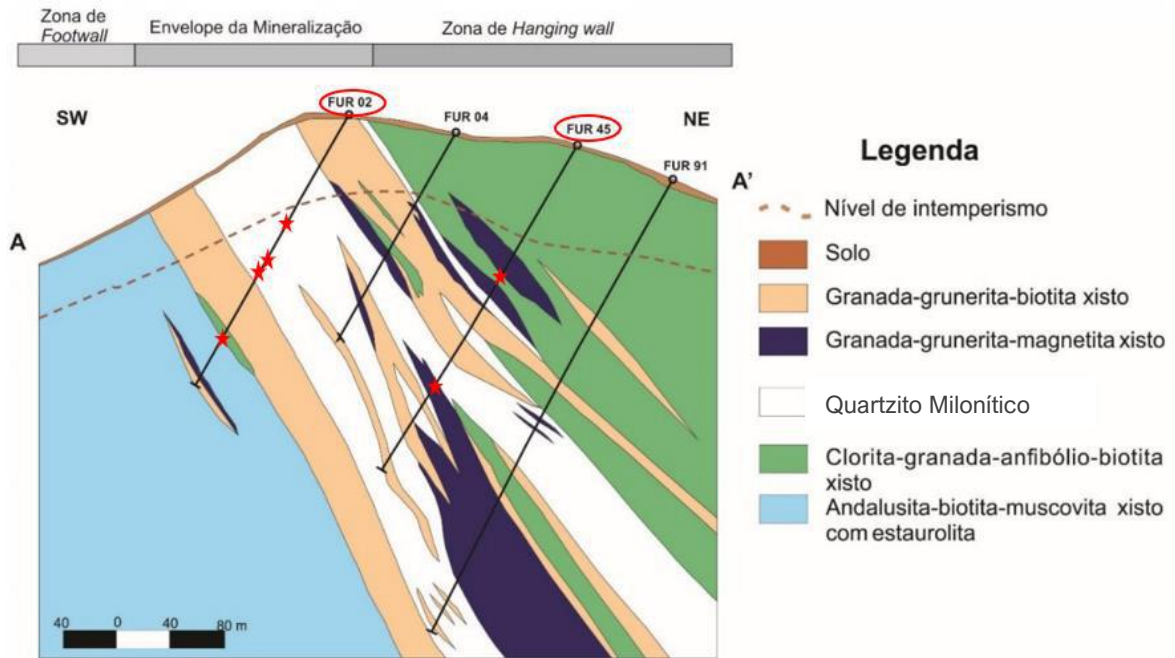 Zona de
Footwall
Envelope da Mineralização
Zona de Hanging wall
SW
FUR 02
FUR 04
FUR 45
NE
FUR 91
A
A'
Legenda
Nível de intemperismo
Solo
Granada-grunerita-biotita xisto
Granada-grunerita-magnetita xisto
Quartzito Milonítico
Clorita-granada-anfibólio-biotita
xisto
Andalusita-biotita-muscovita xisto
com estaurolita
40 0 40 80 m